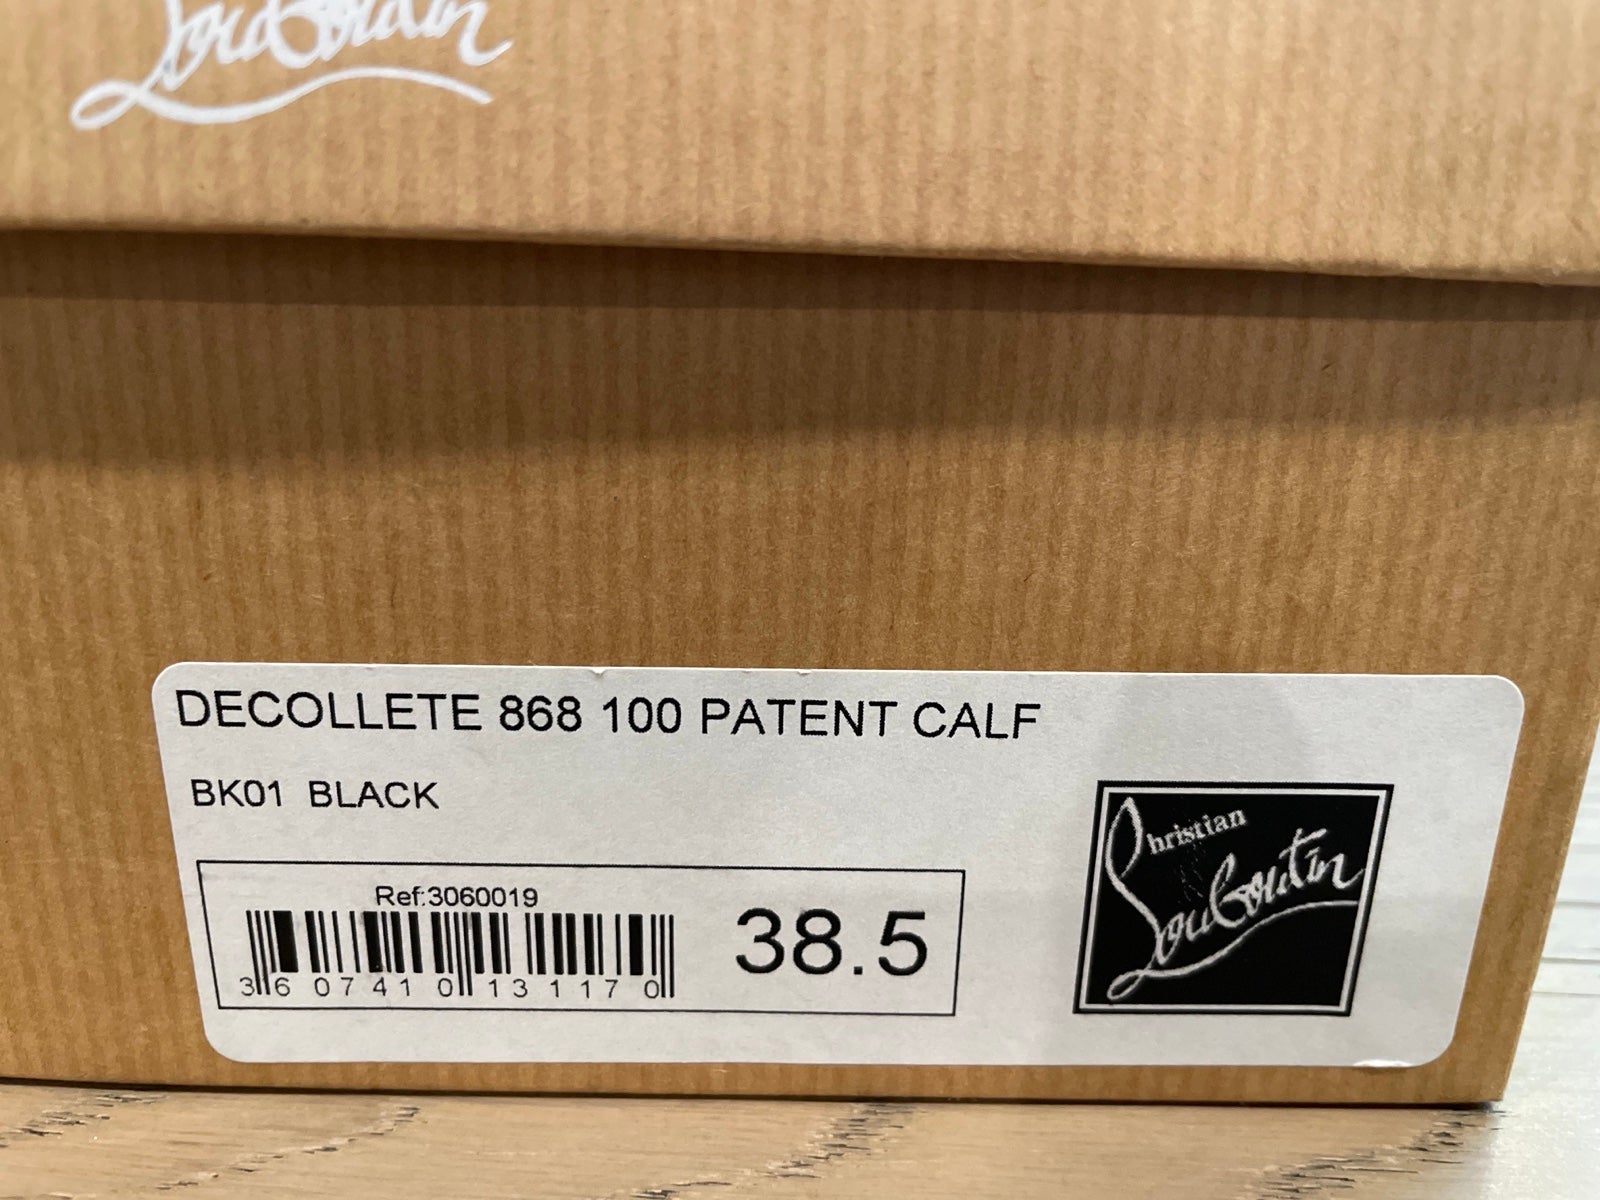 Louboutin
DECOLLETE 868 100 PATENT CALF
BK01 BLACK
Ref:3060019
3 607410 131170
38.5
Christian
Louboutin